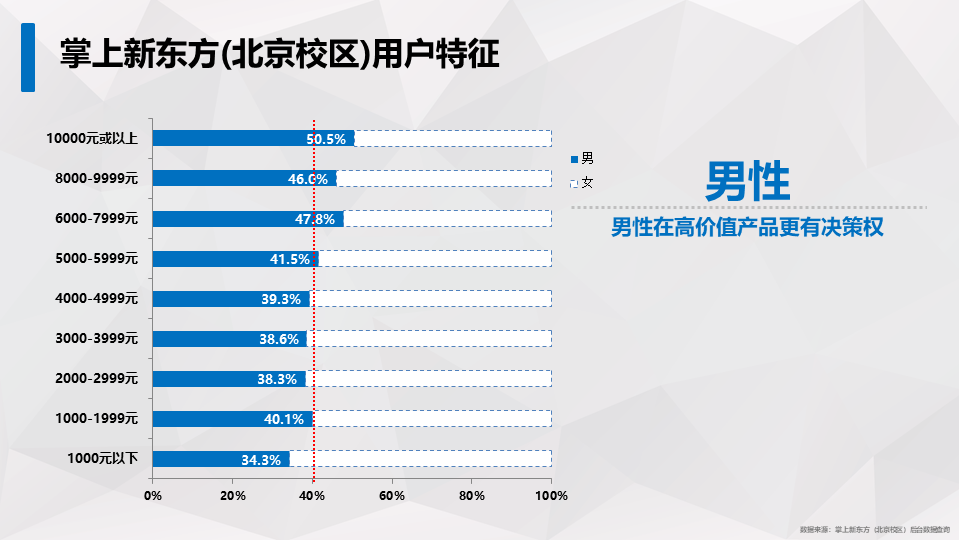 掌上新东方(北京校区)用户特征
10000元或以上
50.5%
8000-9999元
46.0%
6000-7999元
47.8%
5000-5999元
41.5%
4000-4999元
39.3%
3000-3999元
38.6%
2000-2999元
38.3%
1000-1999元
40.1%
1000元以下
34.3%
0% 20% 40% 60% 80% 100%
男
女
男性
男性在高价值产品更有决策权
数据来源：掌上新东方（北京校区）后台数据查询